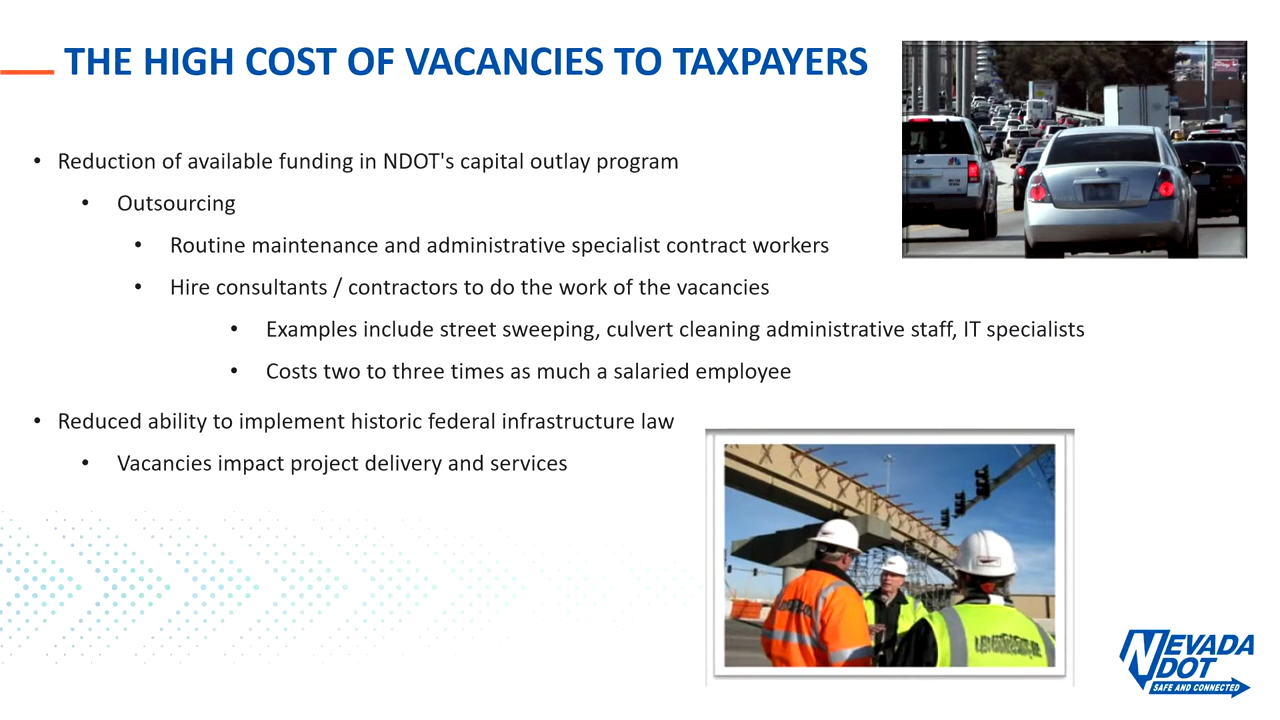 THE HIGH COST OF VACANCIES TO TAXPAYERS
• Reduction of available funding in NDOT's capital outlay program
• Outsourcing
• Routine maintenance and administrative specialist contract workers
• Hire consultants / contractors to do the work of the vacancies
• Examples include street sweeping, culvert cleaning administrative staff, IT specialists
• Costs two to three times as much a salaried employee
• Reduced ability to implement historic federal infrastructure law
• Vacancies impact project delivery and services
NEVADA
DOT
SAFE AND CONNECTED